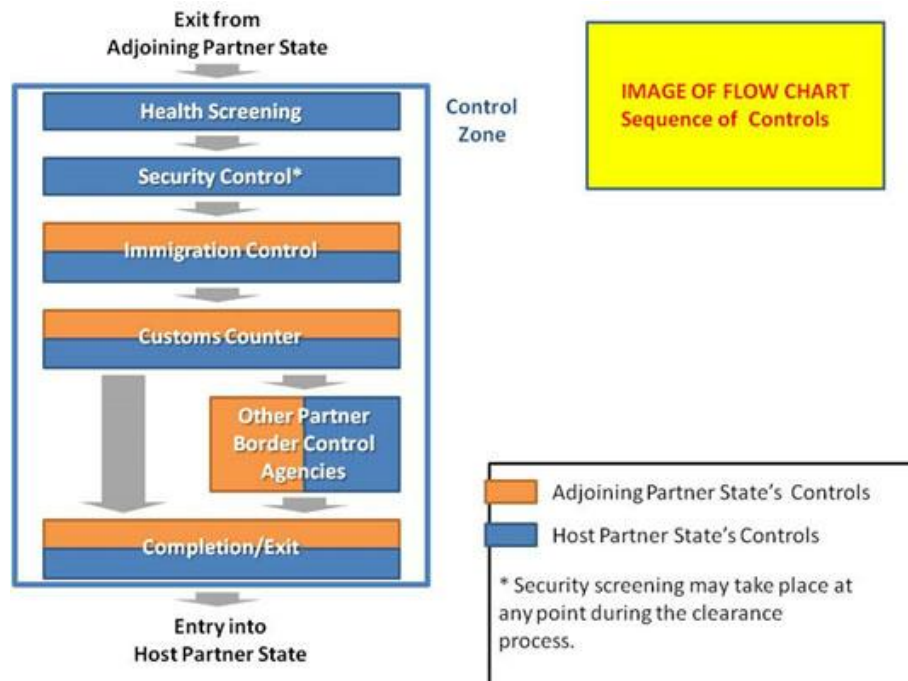 Exit from
Adjoining Partner State
Health Screening
Security Control*
Immigration Control
Customs Counter
Other Partner
Border Control
Agencies
Completion/Exit
Entry into
Host Partner State
Control
Zone
IMAGE OF FLOW CHART
Sequence of Controls
Adjoining Partner State's Controls
Host Partner State's Controls
* Security screening may take place at
any point during the clearance
process.